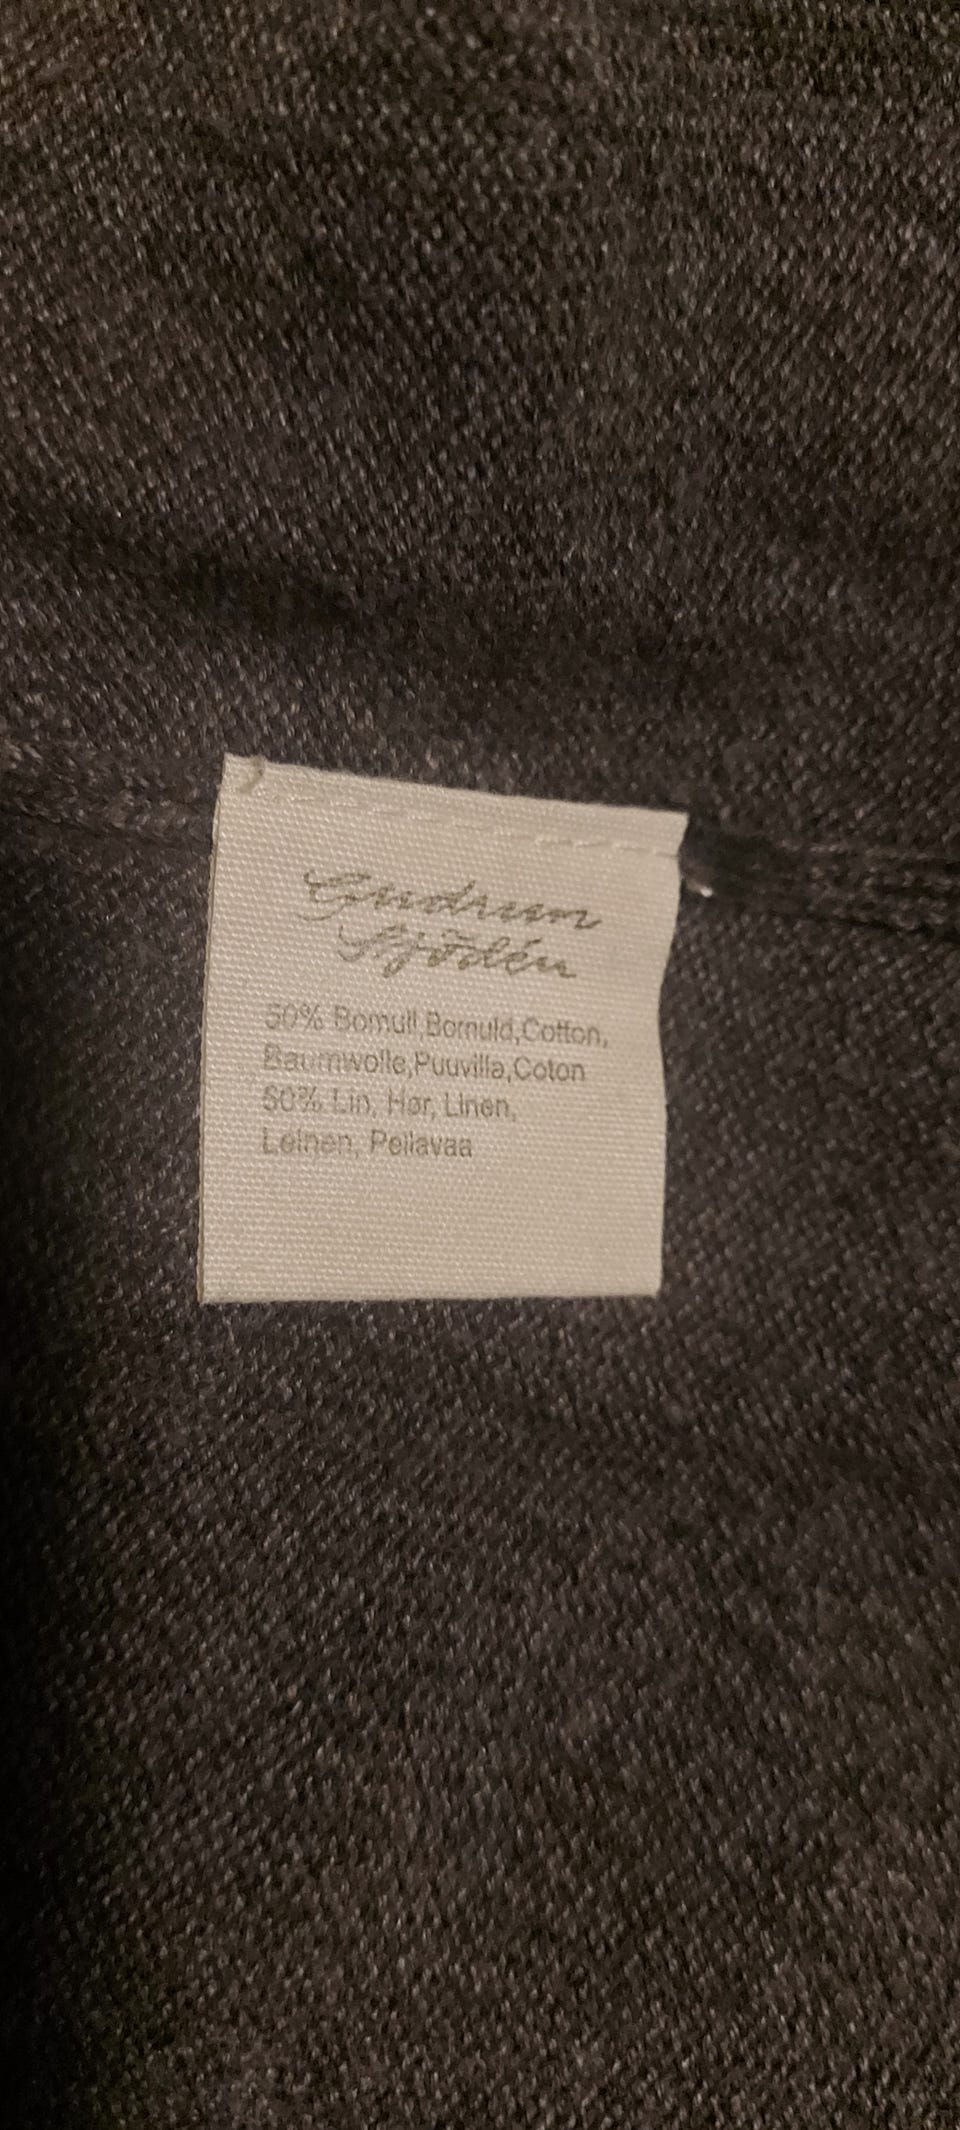 Gudrun
Sjödén
50% Bomull,Bomuld,Cotton,
Baumwolle,Puuvilla,Coton
50% Lin, Hør, Linen,
Leinen, Pellavaa